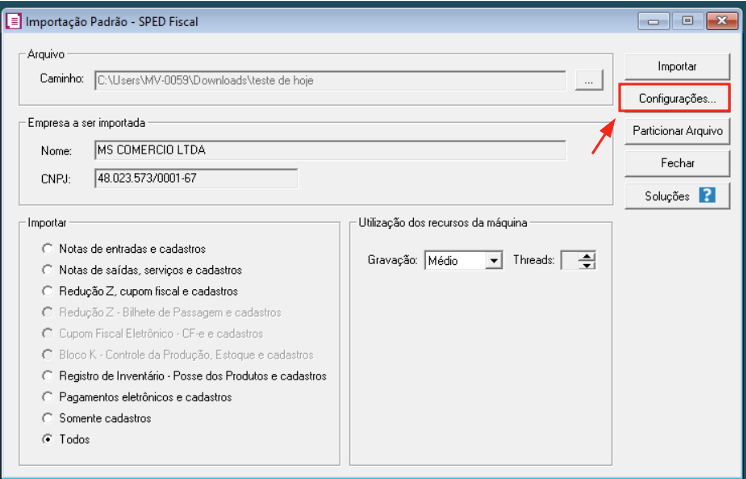 Importação Padrão - SPED Fiscal
Arquivo
Caminho: C:\Users\MV-0059\Downloads\teste de hoje ...
Empresa a ser importada
Nome: MS COMERCIO LTDA
CNPJ: 48.023.573/0001-67
Importar
Notas de entradas e cadastros
Notas de saídas, serviços e cadastros
Redução Z, cupom fiscal e cadastros
Redução Z - Bilhete de Passagem e cadastros
Cupom Fiscal Eletrônico - CF-e e cadastros
Bloco K - Controle da Produção, Estoque e cadastros
Registro de Inventário - Posse dos Produtos e cadastros
Pagamentos eletrônicos e cadastros
Somente cadastros
Todos
Utilização dos recursos da máquina
Gravação: Médio Threads:
Importar
Configurações...
Particionar Arquivo
Fechar
Soluções ?